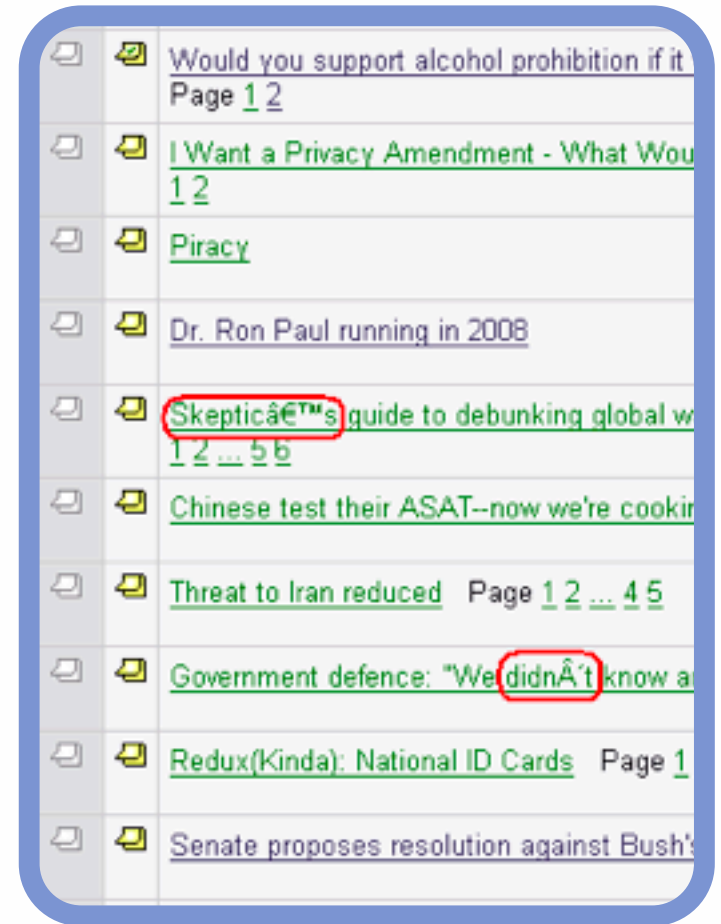 Would you support alcohol prohibition if it
Page 1 2
I Want a Privacy Amendment - What Wou
1 2
Piracy
Dr. Ron Paul running in 2008
Skepticâ€™s guide to debunking global w
1 2 ... 5 6
Chinese test their ASAT--now we're cookin
Threat to Iran reduced Page 1 2 ... 4 5
Government defence: "We didnÂ´t know a
Redux(Kinda): National ID Cards Page 1
Senate proposes resolution against Bush's